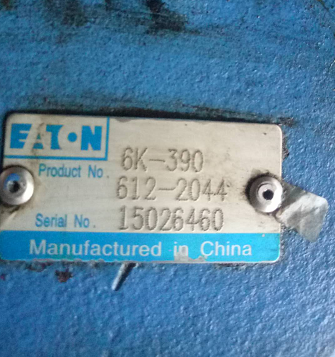 EATON
Product No. 6K-390
612-2044
Serial No. 15026460
Manufactured in China